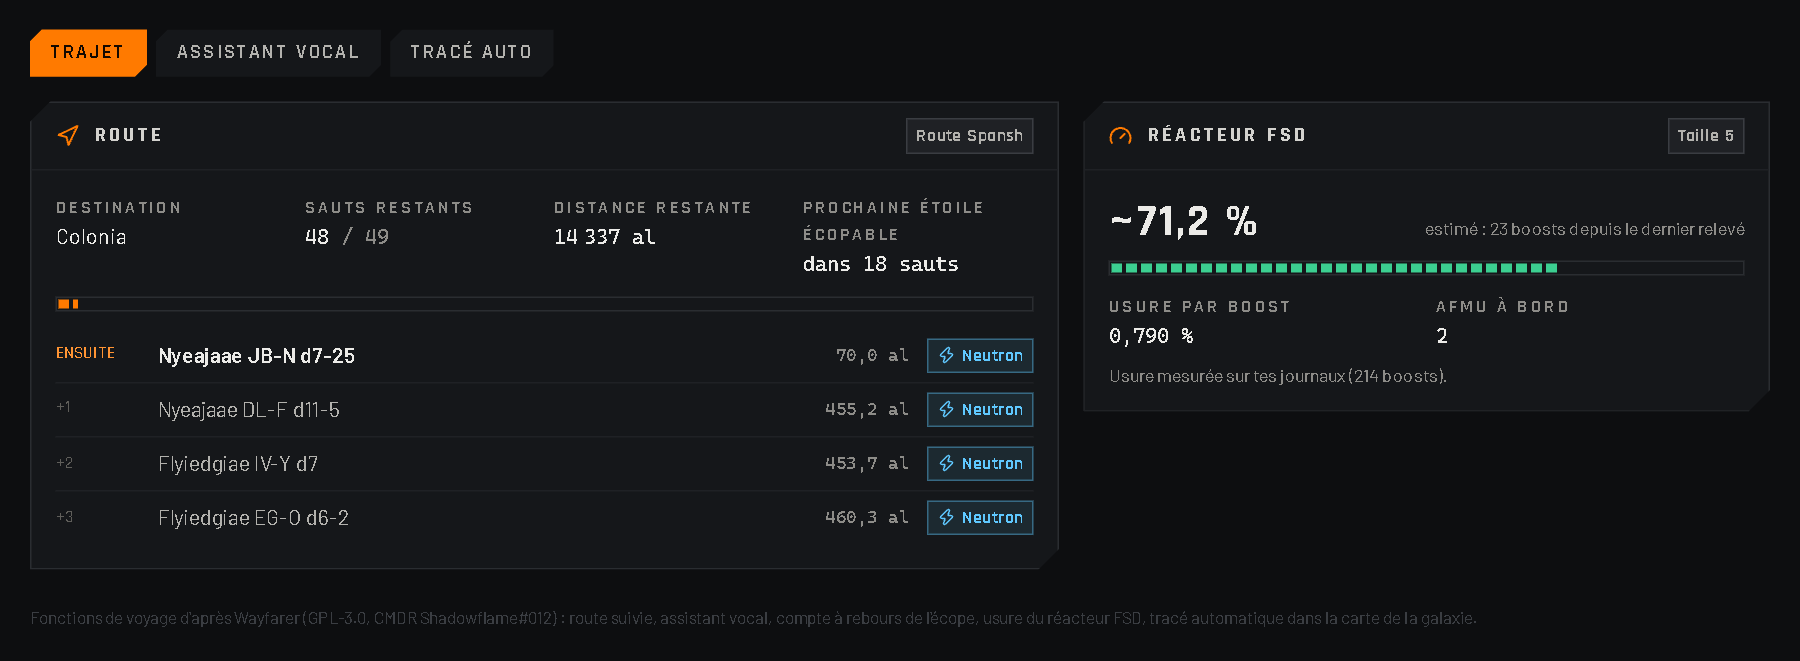 TRAJET
ASSISTANT VOCAL
TRACÉ AUTO
ROUTE
Route Spansh
DESTINATION
Colonia
SAUTS RESTANTS
48 / 49
DISTANCE RESTANTE
14 337 al
PROCHAINE ÉTOILE
ÉCOPABLE
dans 18 sauts
ENSUITE Nyeajaae JB-N d7-25 70,0 al Neutron
+1 Nyeajaae DL-F d11-5 455,2 al Neutron
+2 Flyiedgiae IV-Y d7 453,7 al Neutron
+3 Flyiedgiae EG-O d6-2 460,3 al Neutron
RÉACTEUR FSD
Taille 5
~71,2 %
estimé : 23 boosts depuis le dernier relevé
USURE PAR BOOST
0,790 %
AFMU À BORD
2
Usure mesurée sur tes journaux (214 boosts).
Fonctions de voyage d'après Wayfarer (GPL-3.0, CMDR Shadowflame#012) : route suivie, assistant vocal, compte à rebours de l'écope, usure du réacteur FSD, tracé automatique dans la carte de la galaxie.